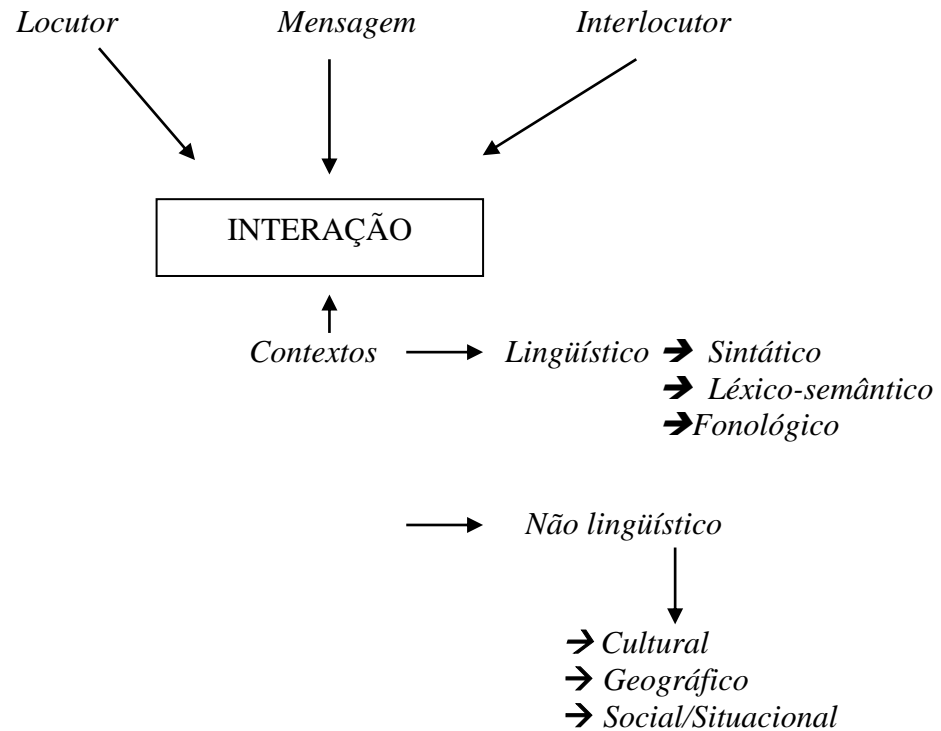 Locutor Mensagem Interlocutor
INTERAÇÃO
Contextos Lingüístico Sintático
Léxico-semântico
Fonológico
Não lingüístico
Cultural
Geográfico
Social/Situacional